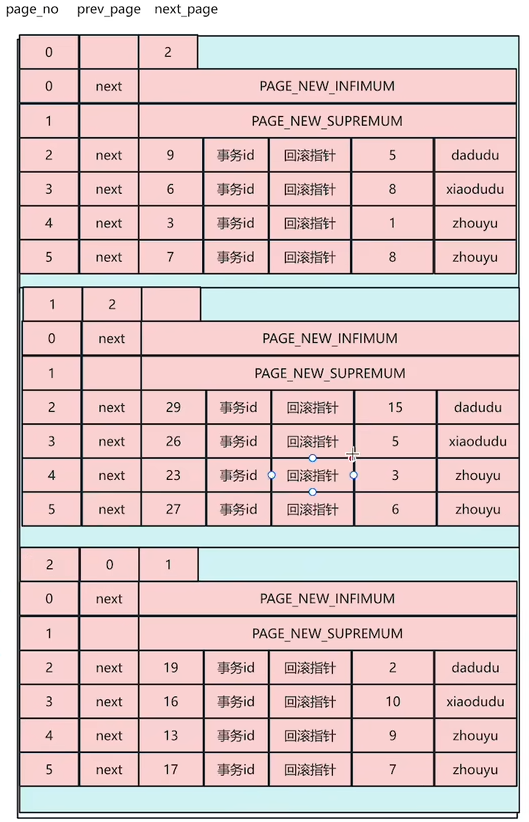 page_no prev_page next_page
0 2
0 next PAGE_NEW_INFIMUM
1 PAGE_NEW_SUPREMUM
2 next 9 事务id 回滚指针 5 dadudu
3 next 6 事务id 回滚指针 8 xiaodudu
4 next 3 事务id 回滚指针 1 zhouyu
5 next 7 事务id 回滚指针 8 zhouyu
1 2
0 next PAGE_NEW_INFIMUM
1 PAGE_NEW_SUPREMUM
2 next 29 事务id 回滚指针 15 dadudu
3 next 26 事务id 回滚指针 5 xiaodudu
4 next 23 事务id 回滚指针 3 zhouyu
5 next 27 事务id 回滚指针 6 zhouyu
2 0 1
0 next PAGE_NEW_INFIMUM
1 PAGE_NEW_SUPREMUM
2 next 19 事务id 回滚指针 2 dadudu
3 next 16 事务id 回滚指针 10 xiaodudu
4 next 13 事务id 回滚指针 9 zhouyu
5 next 17 事务id 回滚指针 7 zhouyu